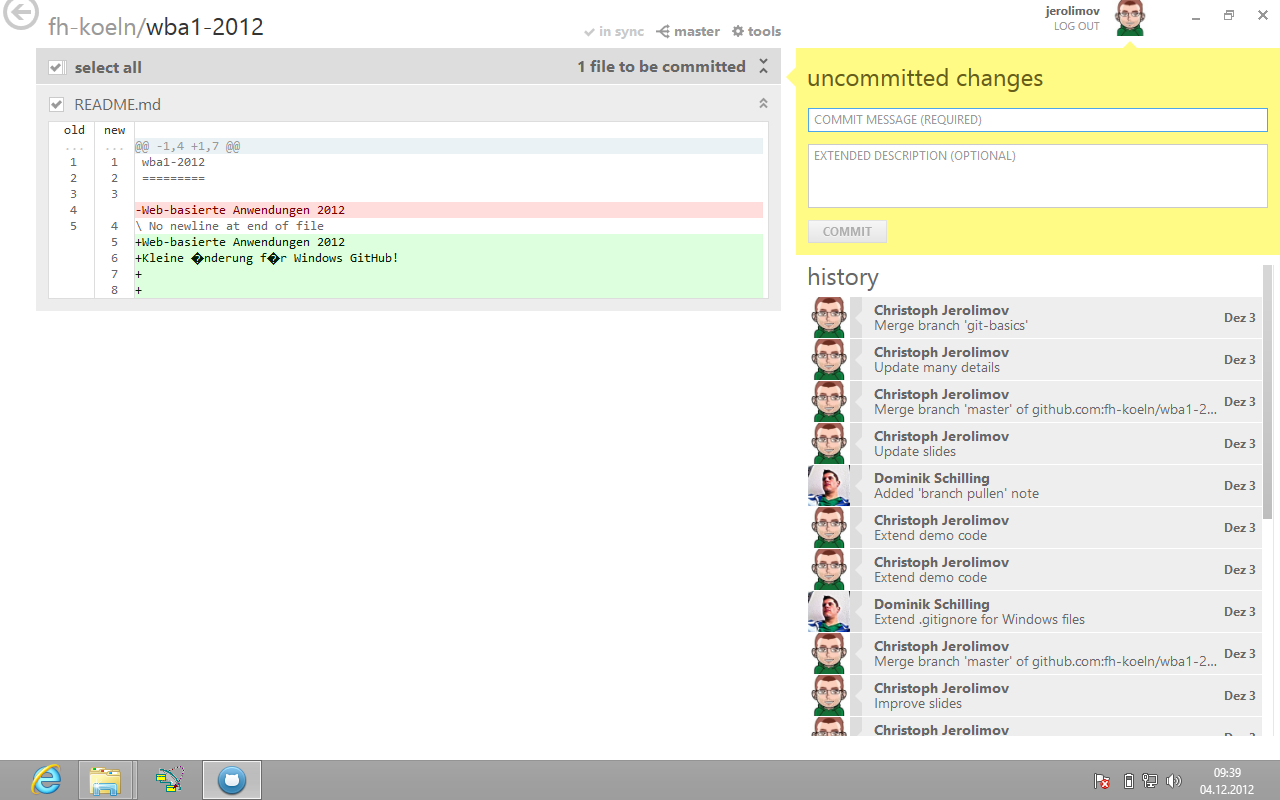 fh-koeln/wba1-2012
in sync master tools
jerolimov
LOG OUT
select all 1 file to be committed
README.md
old new
... ... @@ -1,4 +1,7 @@
1 1 wba1-2012
2 2 =========
3 3
4 -Web-basierte Anwendungen 2012
5 4 \ No newline at end of file
5 +Web-basierte Anwendungen 2012
6 +Kleine �nderung f�r Windows GitHub!
7 +
8 +
uncommitted changes
COMMIT MESSAGE (REQUIRED)
EXTENDED DESCRIPTION (OPTIONAL)
COMMIT
history
Christoph Jerolimov
Merge branch 'git-basics'
Dez 3
Christoph Jerolimov
Update many details
Dez 3
Christoph Jerolimov
Merge branch 'master' of github.com:fh-koeln/wba1-2...
Dez 3
Christoph Jerolimov
Update slides
Dez 3
Dominik Schilling
Added 'branch pullen' note
Dez 3
Christoph Jerolimov
Extend demo code
Dez 3
Christoph Jerolimov
Extend demo code
Dez 3
Dominik Schilling
Extend .gitignore for Windows files
Dez 3
Christoph Jerolimov
Merge branch 'master' of github.com:fh-koeln/wba1-2...
Dez 3
Christoph Jerolimov
Improve slides
Dez 3
Christoph Jerolimov
09:39
04.12.2012